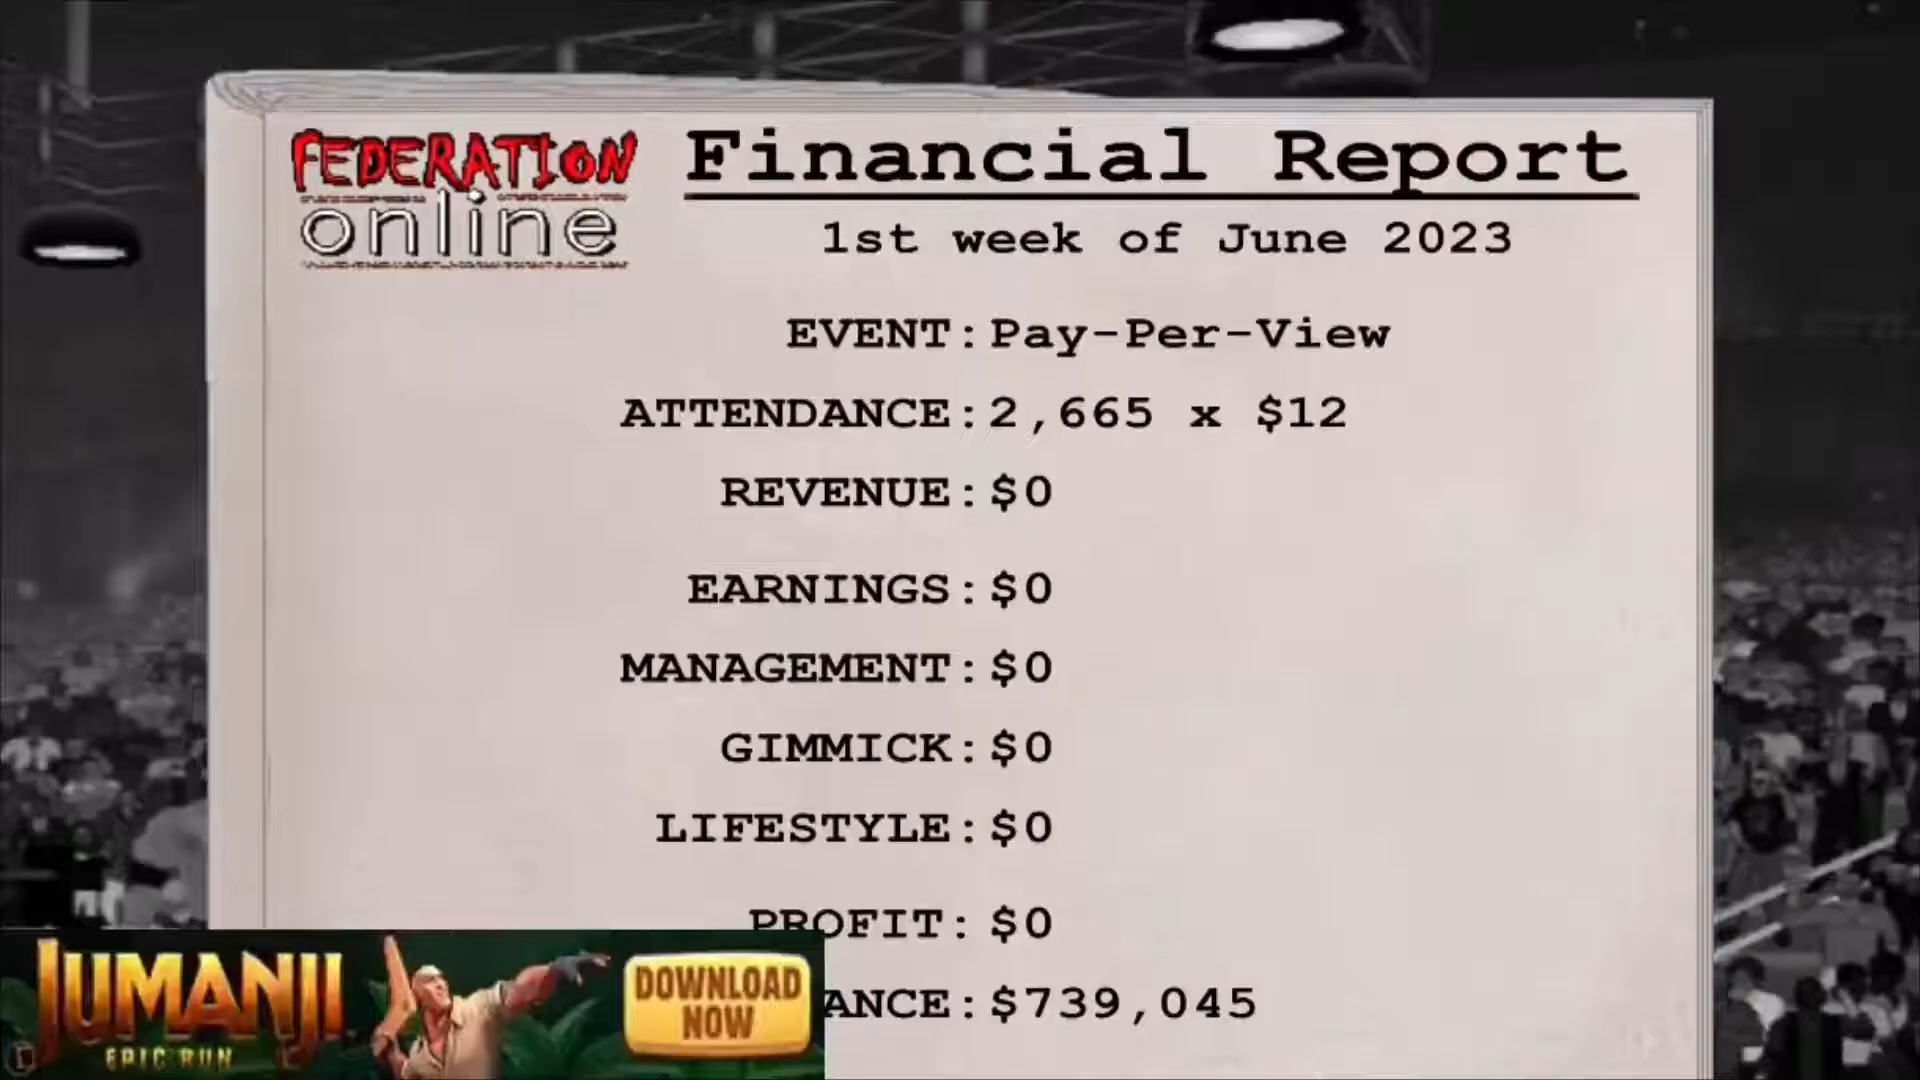 FEDERATION
online
Financial Report
1st week of June 2023
EVENT: Pay-Per-View
ATTENDANCE: 2,665 x $12
REVENUE: $0
EARNINGS: $0
MANAGEMENT: $0
GIMMICK: $0
LIFESTYLE: $0
PROFIT: $0
ANCE: $739,045
JUMANJI
EPIC RUN
DOWNLOAD
NOW